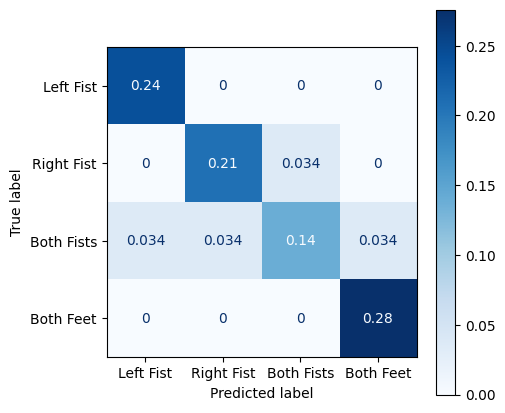 Left Fist 0.24 0 0 0
Right Fist 0 0.21 0.034 0
Both Fists 0.034 0.034 0.14 0.034
Both Feet 0 0 0 0.28
Left Fist Right Fist Both Fists Both Feet
Predicted label
True label
0.25
0.20
0.15
0.10
0.05
0.00